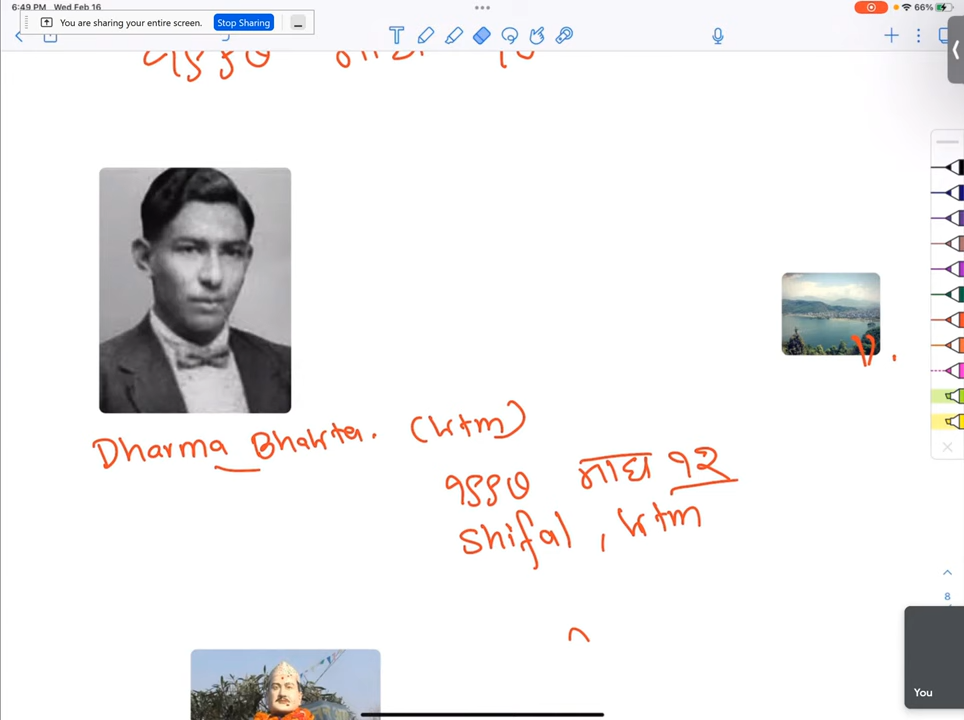 6:49 PM Wed Feb 16
66%
You are sharing your entire screen.
Stop Sharing
Dharma Bhakta. (ktm)
१९९७ माघ १२
Shifal, ktm
8
You